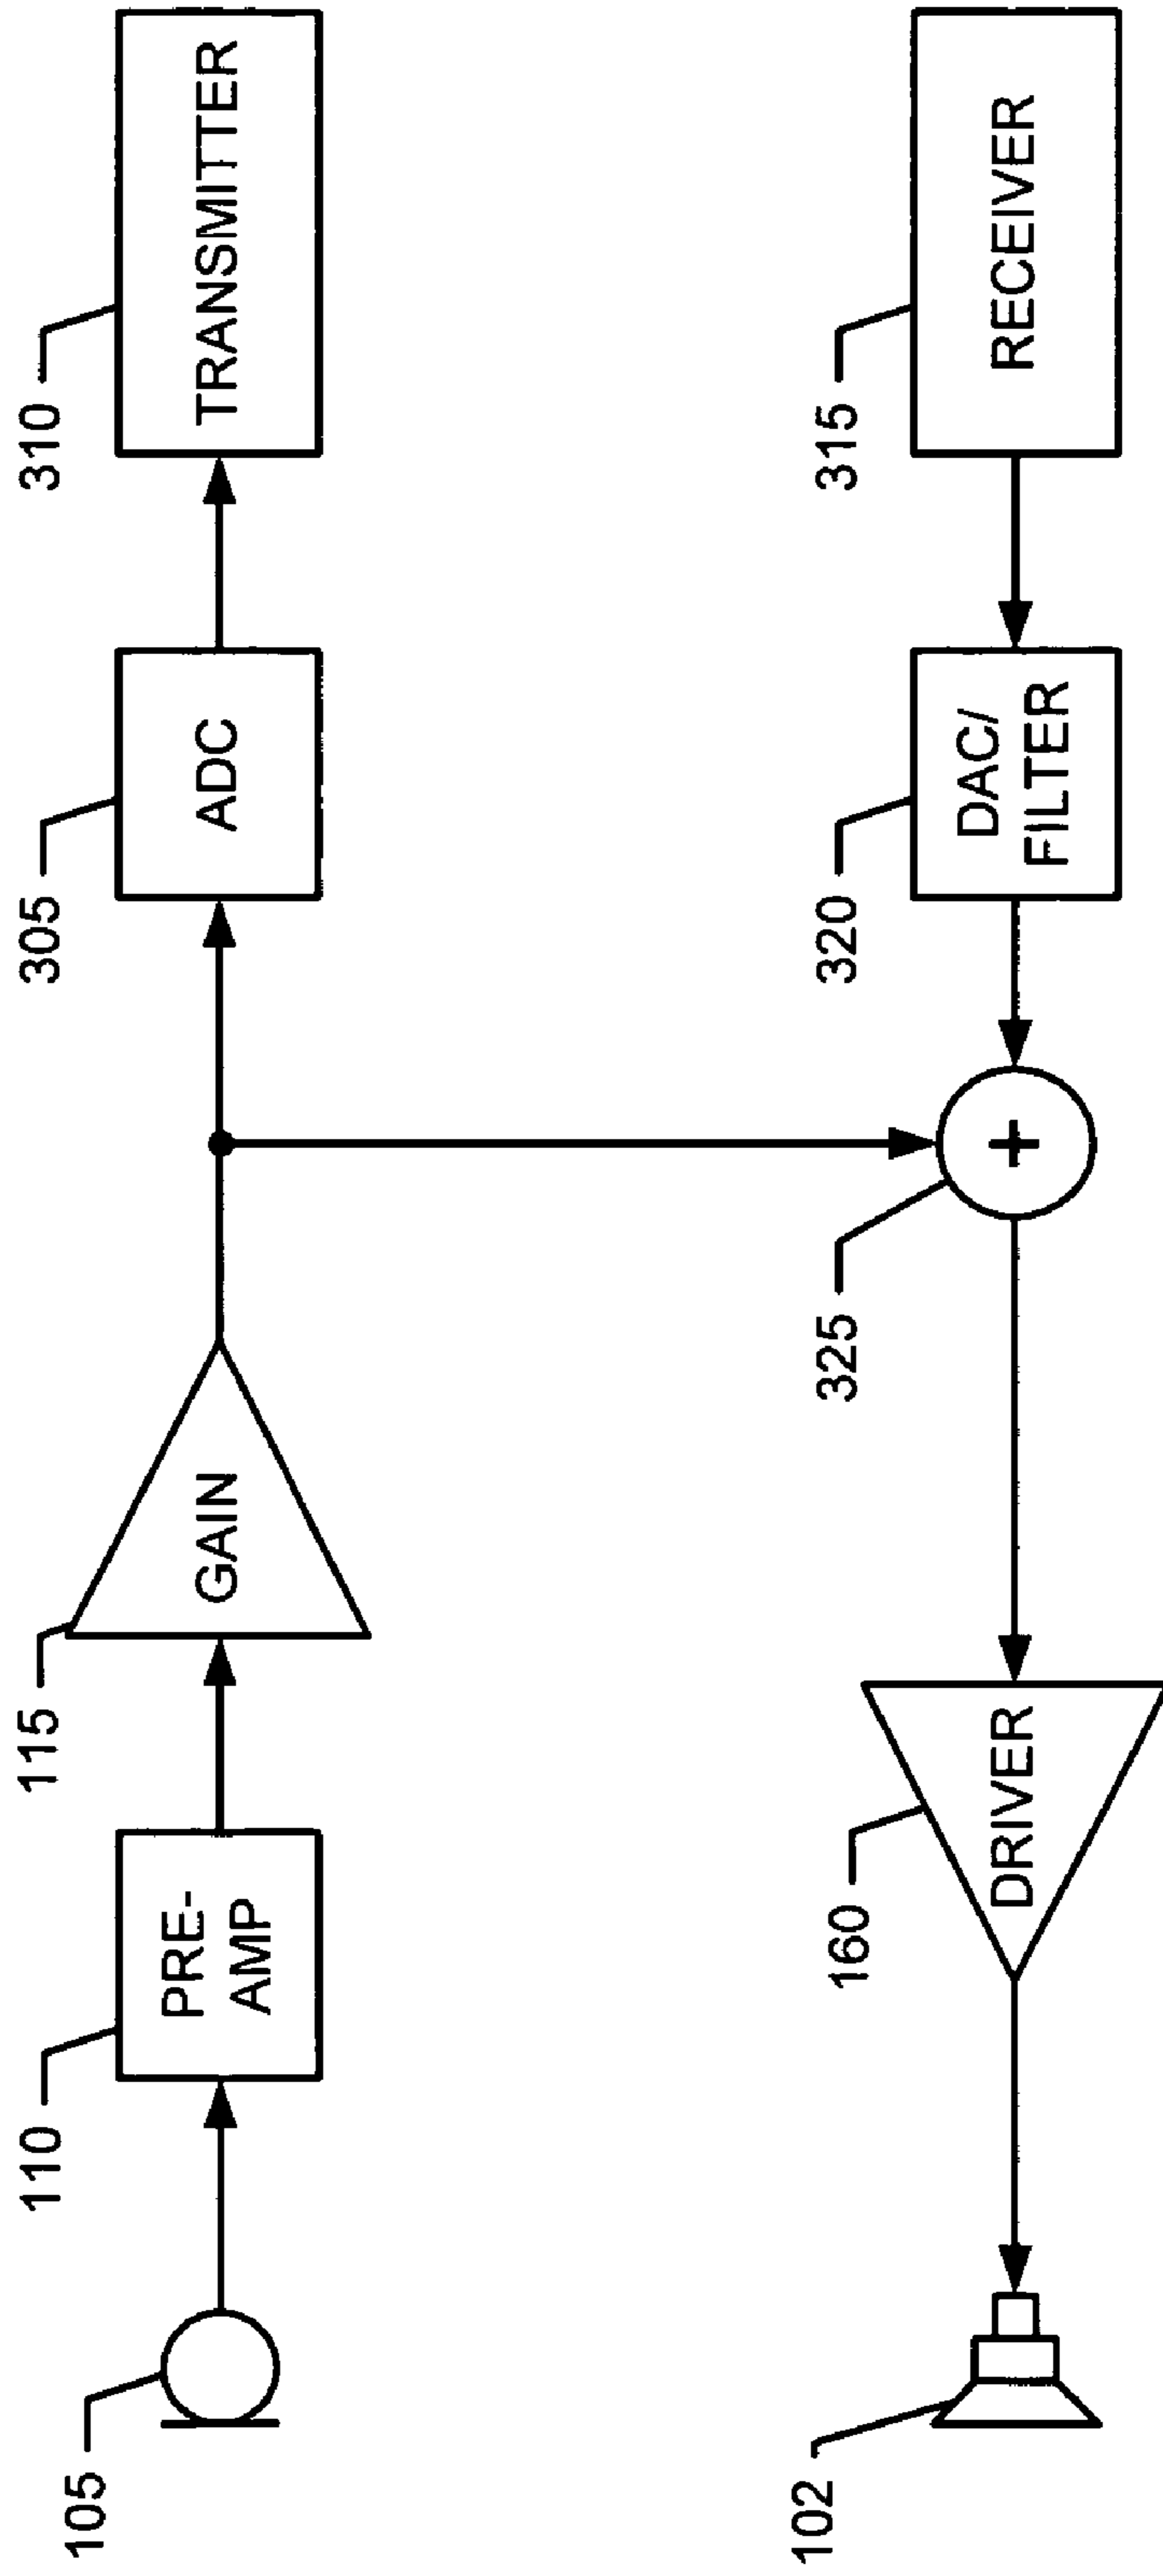 105
110
PRE-
AMP
115
GAIN
305
ADC
310
TRANSMITTER
102
160
DRIVER
325
+
320
DAC/
FILTER
315
RECEIVER